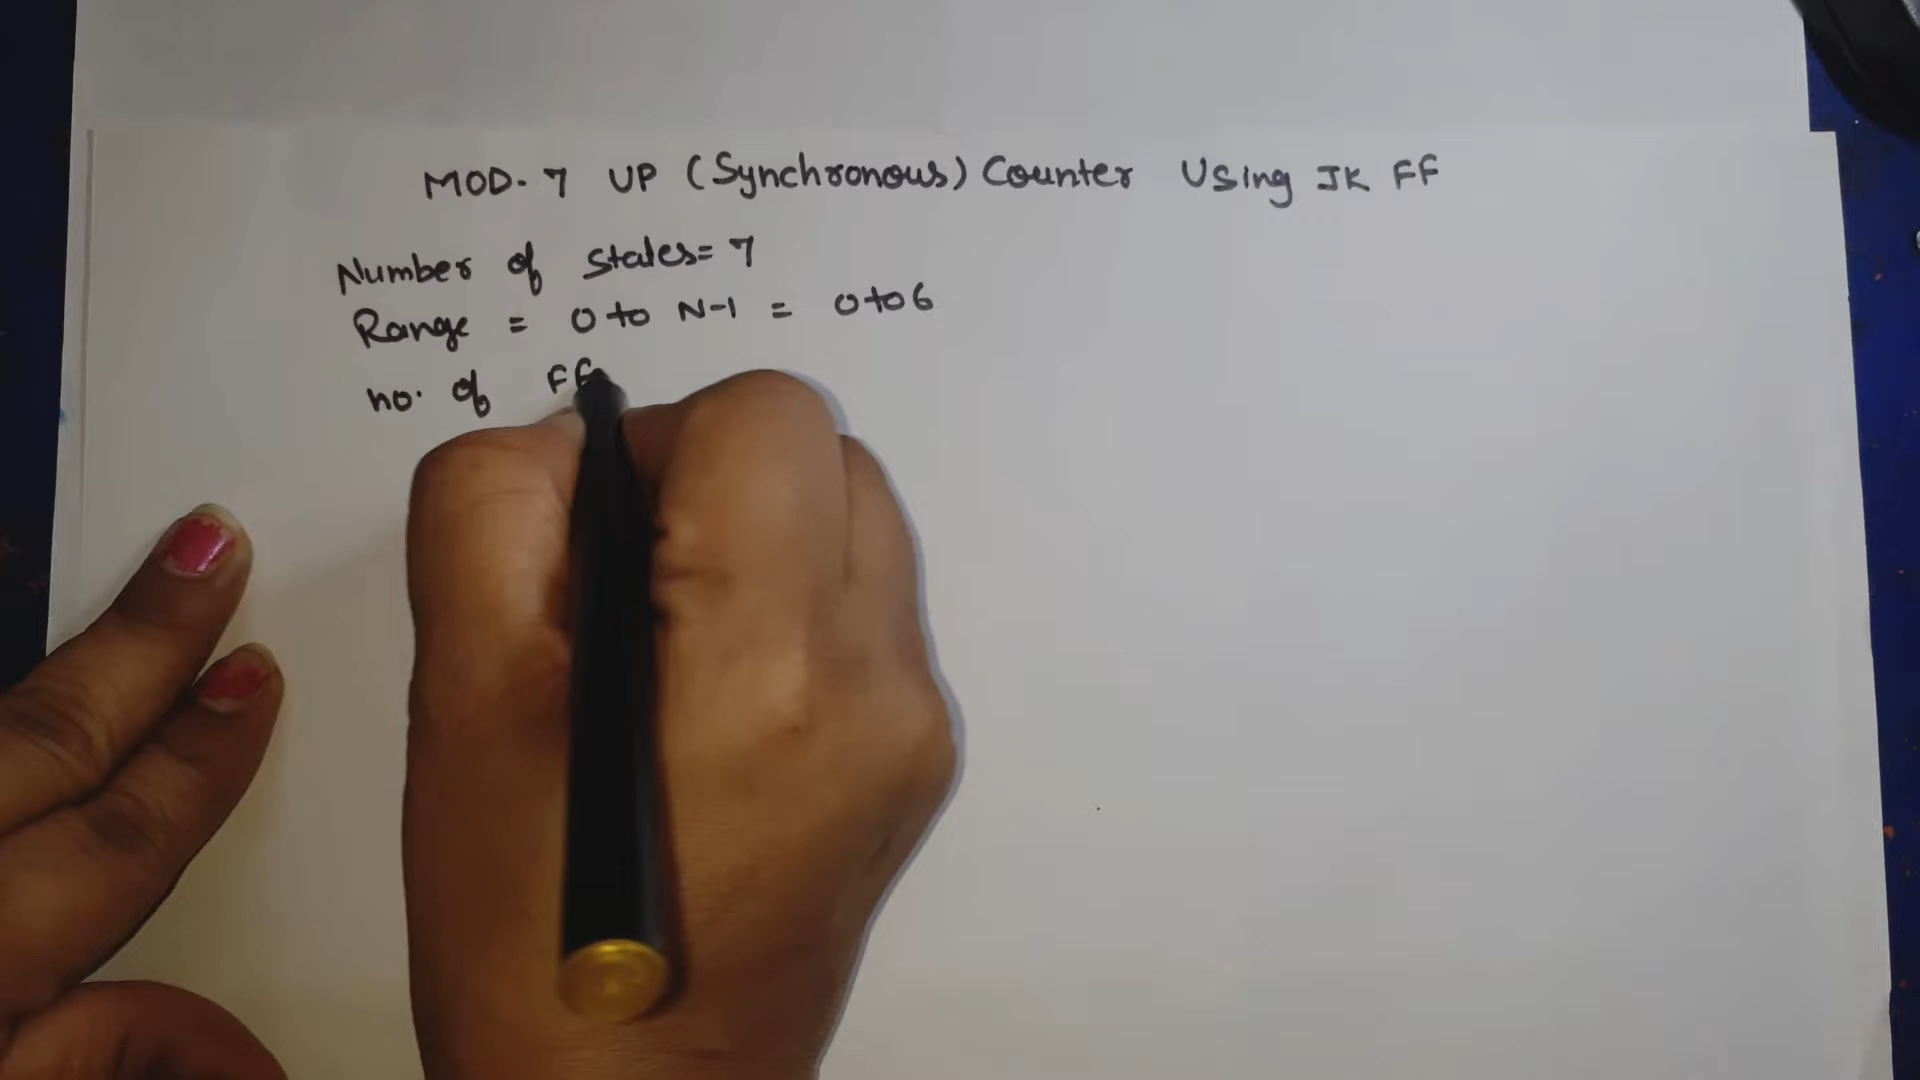 MOD. 7 UP (Synchronous) Counter Using JK FF
Number of states= 7
Range = 0 to N-1 = 0 to 6
no. of FF